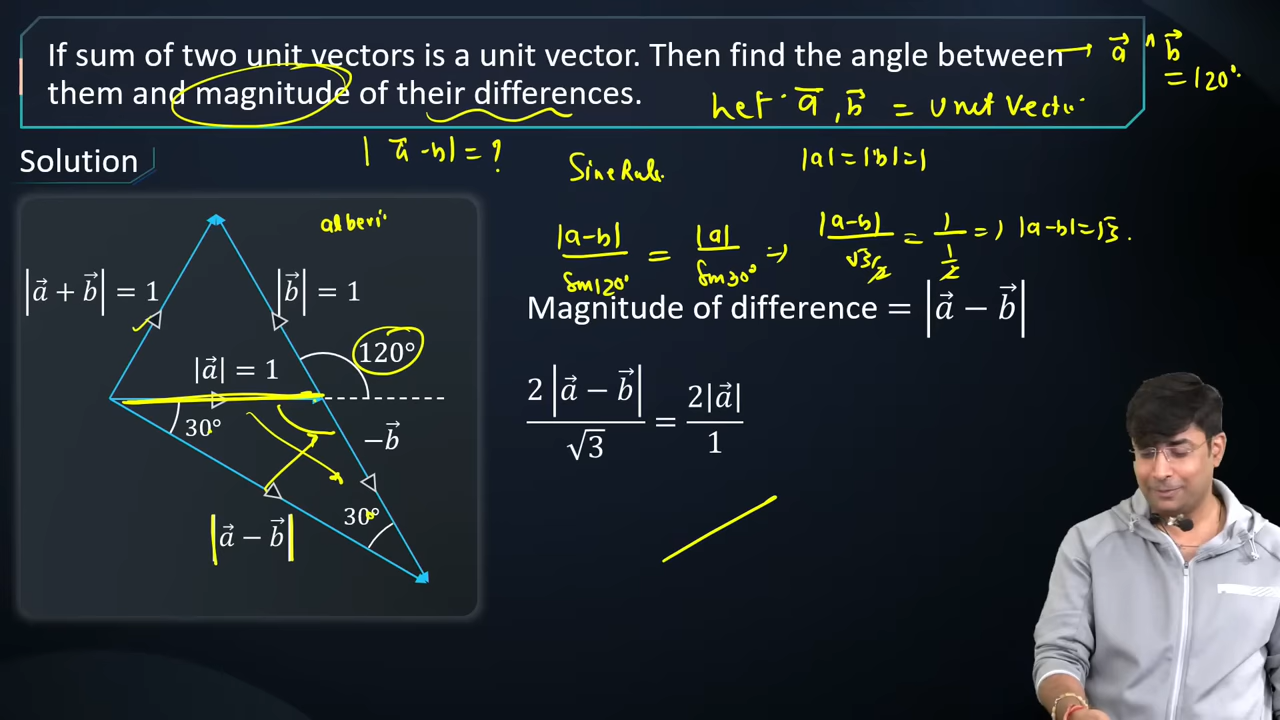 If sum of two unit vectors is a unit vector. Then find the angle between → a⃗ ^ b⃗
= 120°
them and magnitude of their differences.
Let a⃗, b⃗ = unit vector
Solution
| a⃗ - b| = ?
Sine Rule
|a| = |b| = 1
|a-b|/sin120° = |a|/sin30° ⇒ |a-b|/√3/2 = 1/1/2 = 1 |a-b| = √3.
|a⃗ + b⃗| = 1
|b⃗| = 1
Magnitude of difference = |a⃗ − b⃗|
120°
|a⃗| = 1
2|a⃗ − b⃗|/√3 = 2|a⃗|/1
30°
−b⃗
30°
|a⃗ − b⃗|